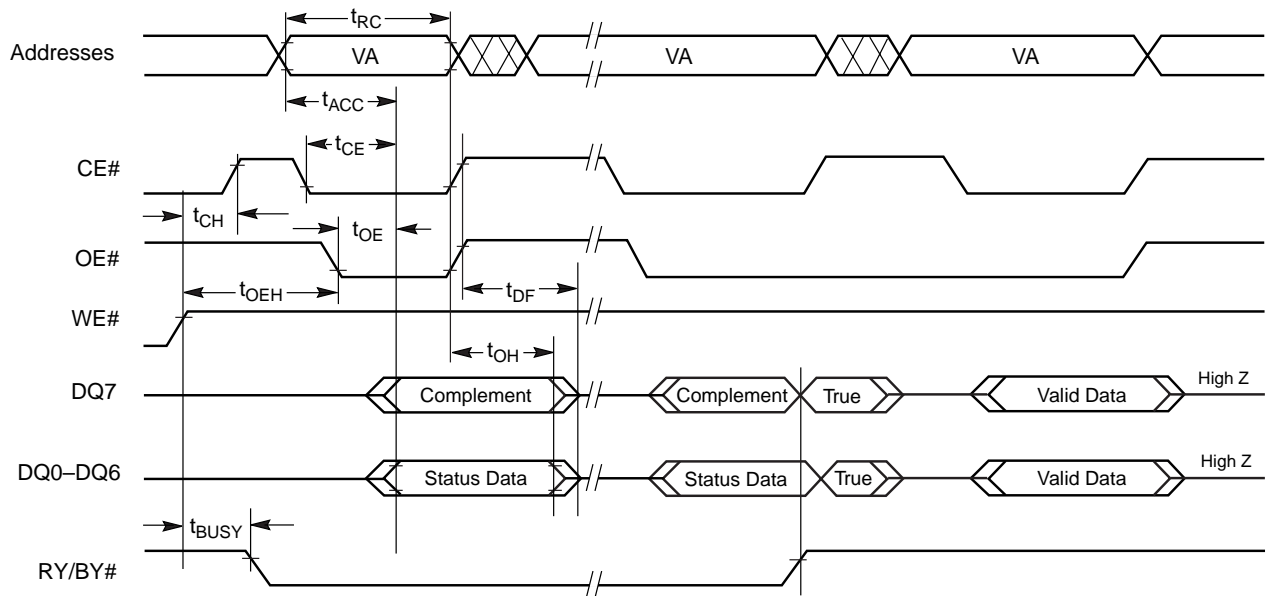 tRC
Addresses VA VA VA
tACC
tCE
CE#
tCH
tOE
OE#
tOEH tDF
WE#
tOH
DQ7 Complement Complement True Valid Data High Z
DQ0–DQ6 Status Data Status Data True Valid Data High Z
tBUSY
RY/BY#